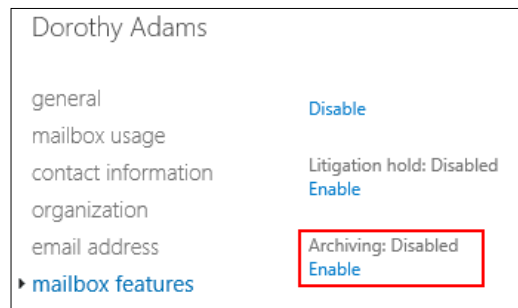 Dorothy Adams
general
mailbox usage
contact information
organization
email address
mailbox features
Disable
Litigation hold: Disabled
Enable
Archiving: Disabled
Enable